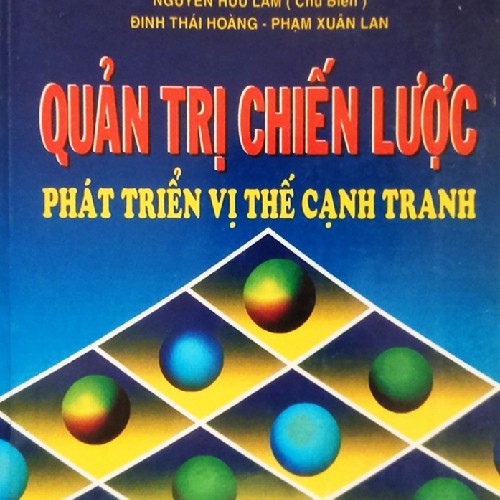 NGUYỄN HỮU LAM ( Chủ Biên )
ĐINH THÁI HOÀNG - PHẠM XUÂN LAN
QUẢN TRỊ CHIẾN LƯỢC
PHÁT TRIỂN VỊ THẾ CẠNH TRANH